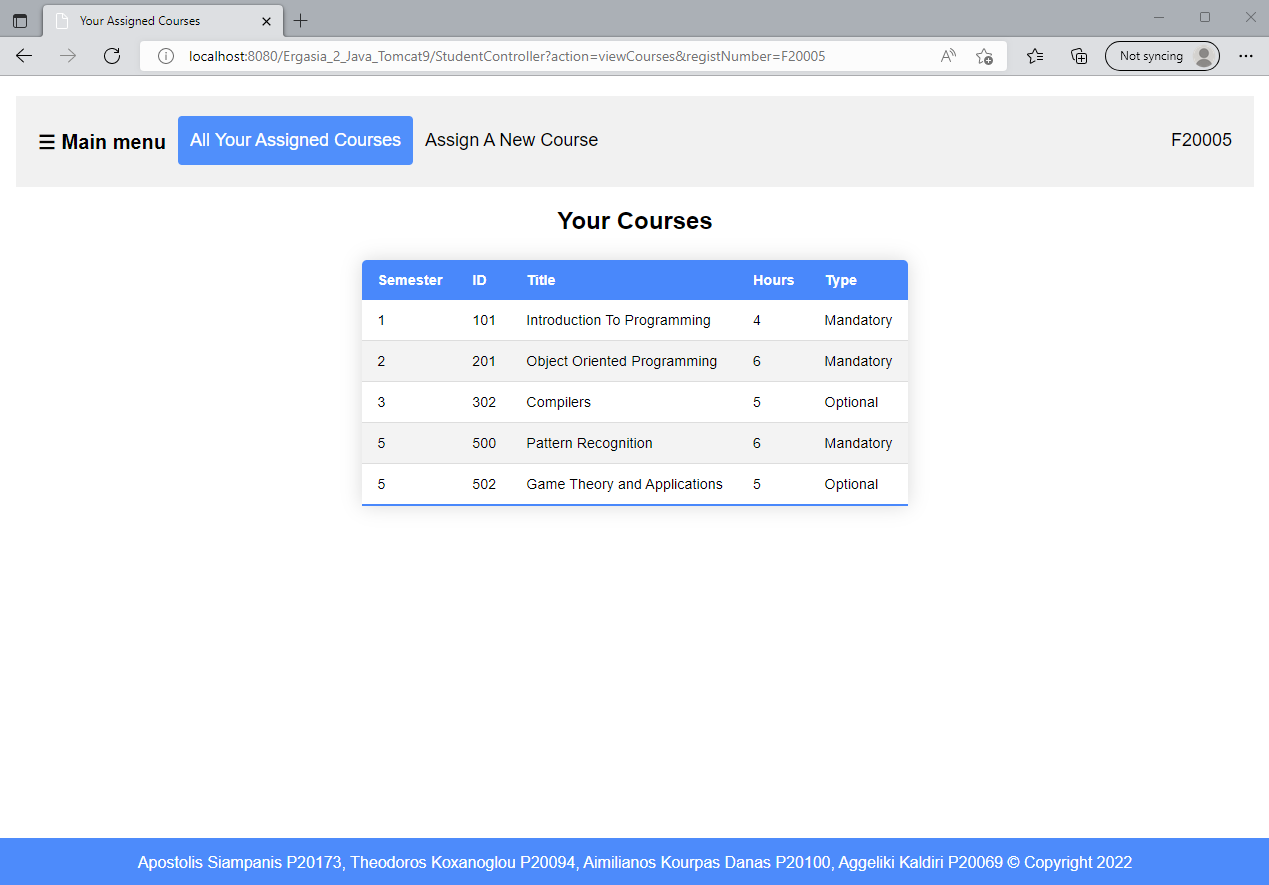 Your Assigned Courses
localhost:8080/Ergasia_2_Java_Tomcat9/StudentController?action=viewCourses&registNumber=F20005
Not syncing
☰ Main menu All Your Assigned Courses Assign A New Course F20005
Your Courses
Semester ID Title Hours Type
1 101 Introduction To Programming 4 Mandatory
2 201 Object Oriented Programming 6 Mandatory
3 302 Compilers 5 Optional
5 500 Pattern Recognition 6 Mandatory
5 502 Game Theory and Applications 5 Optional
Apostolis Siampanis P20173, Theodoros Koxanoglou P20094, Aimilianos Kourpas Danas P20100, Aggeliki Kaldiri P20069 © Copyright 2022